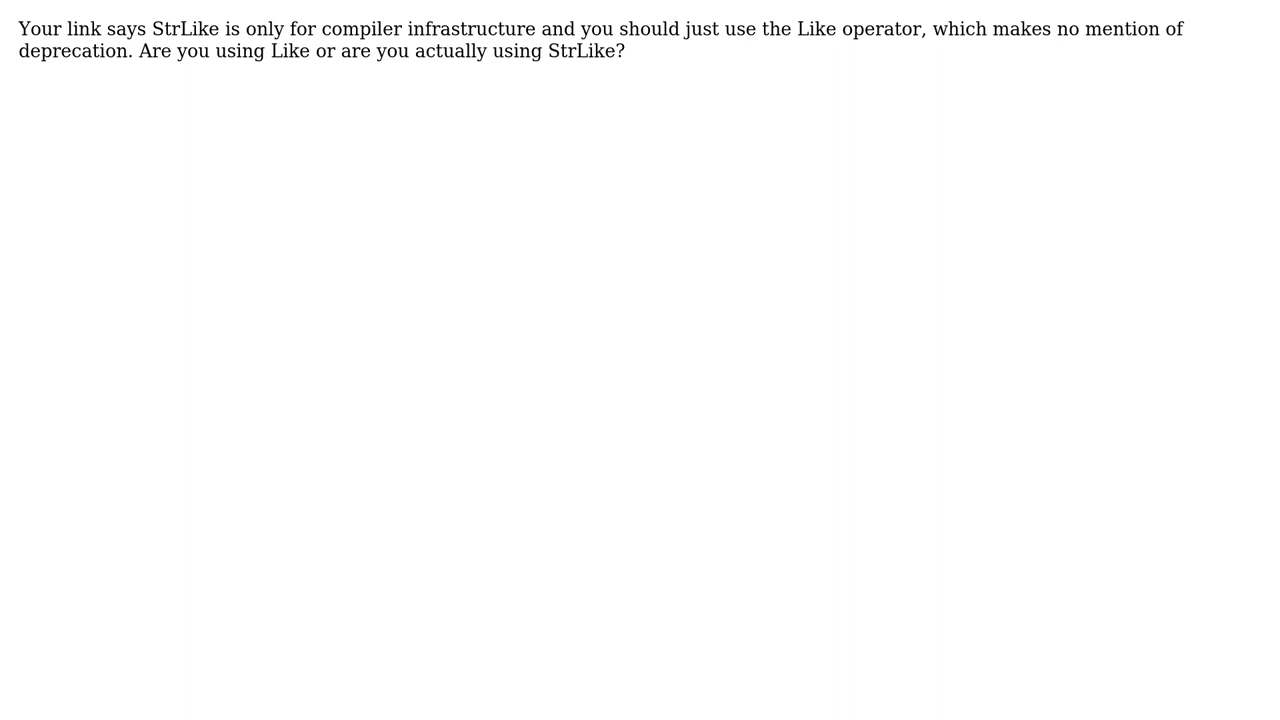 Your link says StrLike is only for compiler infrastructure and you should just use the Like operator, which makes no mention of
deprecation. Are you using Like or are you actually using StrLike?